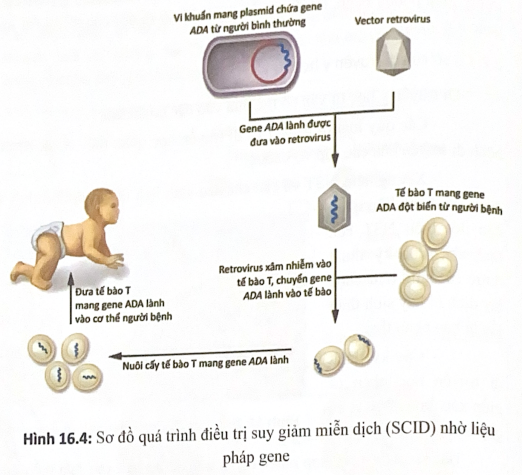 Vi khuẩn mang plasmid chứa gene
ADA từ người bình thường
Vector retrovirus
Gene ADA lành được
đưa vào retrovirus
Tế bào T mang gene
ADA đột biến từ người bệnh
Retrovirus xâm nhiễm vào
tế bào T, chuyển gene
ADA lành vào tế bào
Đưa tế bào T
mang gene ADA lành
vào cơ thể người bệnh
Nuôi cấy tế bào T mang gene ADA lành
Hình 16.4: Sơ đồ quá trình điều trị suy giảm miễn dịch (SCID) nhờ liệu
pháp gene